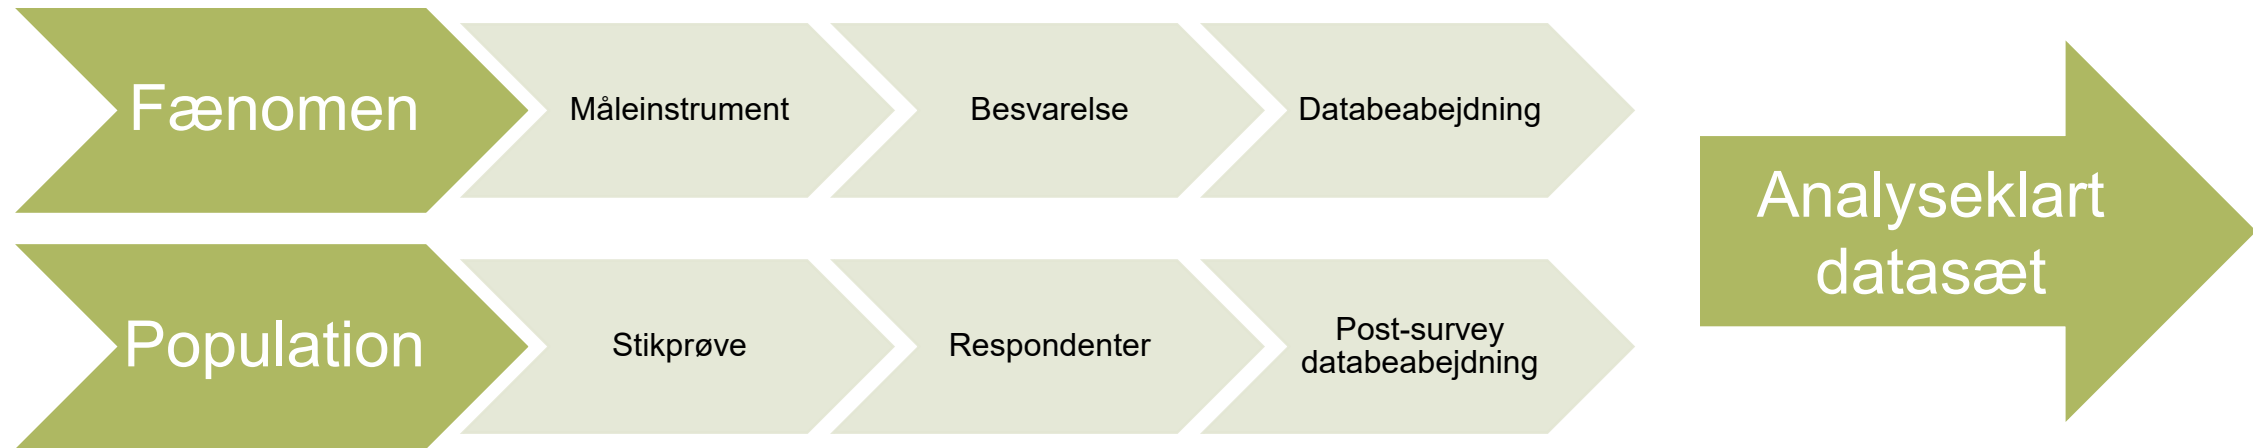 Fænomen
Måleinstrument
Besvarelse
Databeabejdning
Population
Stikprøve
Respondenter
Post-survey
databeabejdning
Analyseklart
datasæt